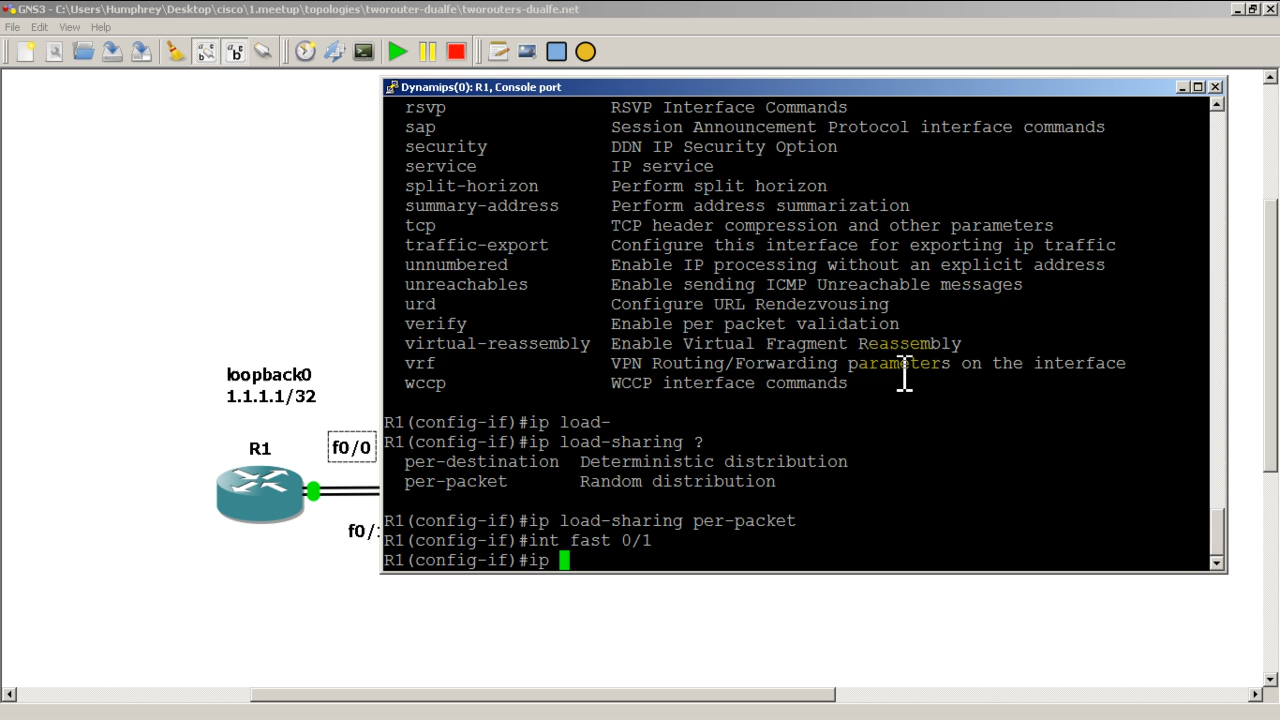 GNS3 - C:\Users\Humphrey\Desktop\cisco\1.meetup\topologies\tworouter-dualfe\tworouters-dualfe.net
File Edit View Help
Dynamips(0): R1, Console port
rsvp RSVP Interface Commands
sap Session Announcement Protocol interface commands
security DDN IP Security Option
service IP service
split-horizon Perform split horizon
summary-address Perform address summarization
tcp TCP header compression and other parameters
traffic-export Configure this interface for exporting ip traffic
unnumbered Enable IP processing without an explicit address
unreachables Enable sending ICMP Unreachable messages
urd Configure URL Rendezvousing
verify Enable per packet validation
virtual-reassembly Enable Virtual Fragment Reassembly
vrf VPN Routing/Forwarding parameters on the interface
wccp WCCP interface commands
R1(config-if)#ip load-
R1(config-if)#ip load-sharing ?
per-destination Deterministic distribution
per-packet Random distribution
R1(config-if)#ip load-sharing per-packet
R1(config-if)#int fast 0/1
R1(config-if)#ip
loopback0
1.1.1.1/32
R1
f0/0
f0/